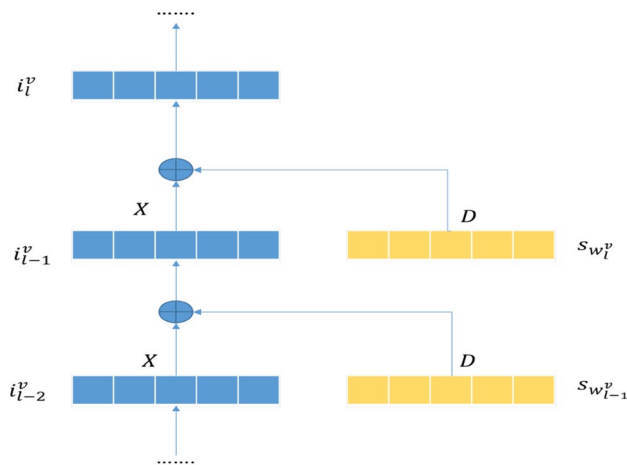 .......
i_l^v
X
D
i_{l-1}^v
s_{w_l^v}
X
D
i_{l-2}^v
s_{w_{l-1}^v}
.......